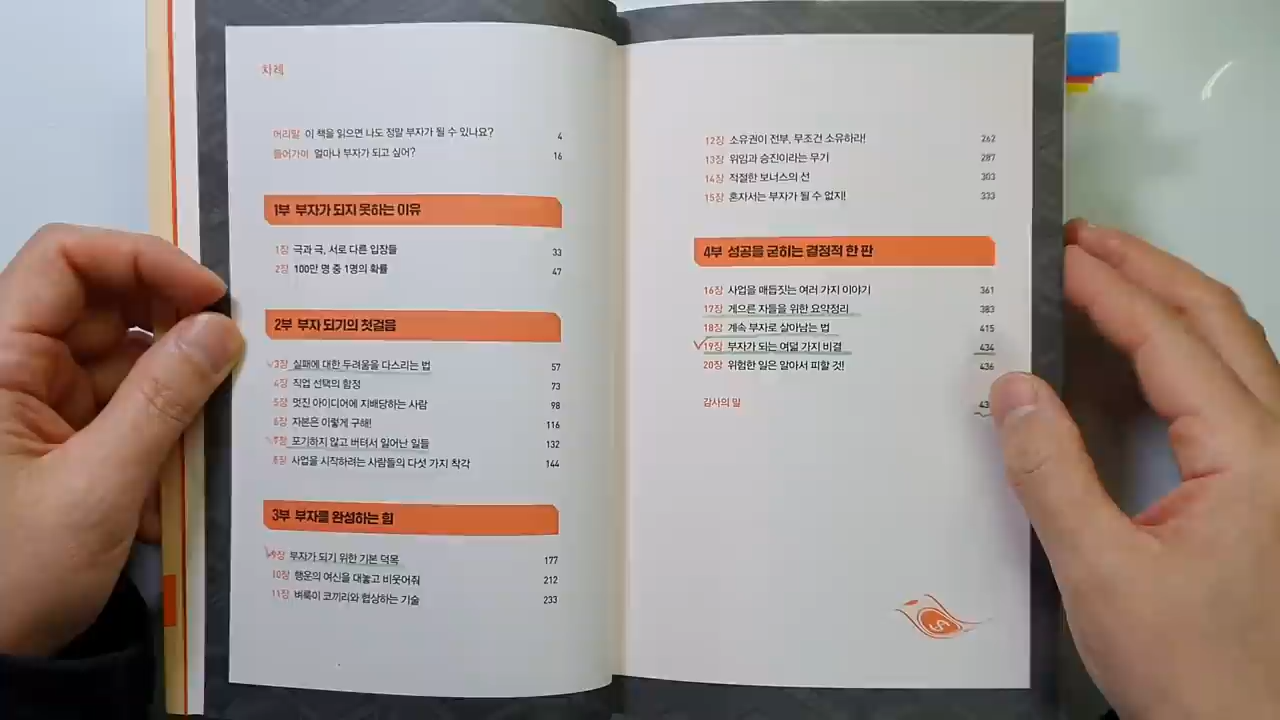 차례
머리말 이 책을 읽으면 나도 정말 부자가 될 수 있나요? 4
들어가며 얼마나 부자가 되고 싶어? 16
1부 부자가 되지 못하는 이유
1장 극과 극, 서로 다른 입장들 33
2장 100만 명 중 1명의 확률 47
2부 부자 되기의 첫걸음
3장 실패에 대한 두려움을 다스리는 법 57
4장 직업 선택의 함정 73
5장 멋진 아이디어에 지배당하는 사람 98
6장 자본은 이렇게 구해! 116
7장 포기하지 않고 버텨서 일어난 일들 132
8장 사업을 시작하려는 사람들의 다섯 가지 착각 144
3부 부자를 완성하는 힘
9장 부자가 되기 위한 기본 덕목 177
10장 행운의 여신을 대놓고 비웃어줘 212
11장 벼룩이 코끼리와 협상하는 기술 233
12장 소유권이 전부, 무조건 소유하라! 262
13장 위임과 승진이라는 무기 287
14장 적절한 보너스의 선 303
15장 혼자서는 부자가 될 수 없지! 333
4부 성공을 굳히는 결정적 한 판
16장 사업을 매듭짓는 여러 가지 이야기 361
17장 게으른 자들을 위한 요약정리 383
18장 계속 부자로 살아남는 법 415
19장 부자가 되는 여덟 가지 비결 434
20장 위험한 일은 알아서 피할 것! 436
감사의 말